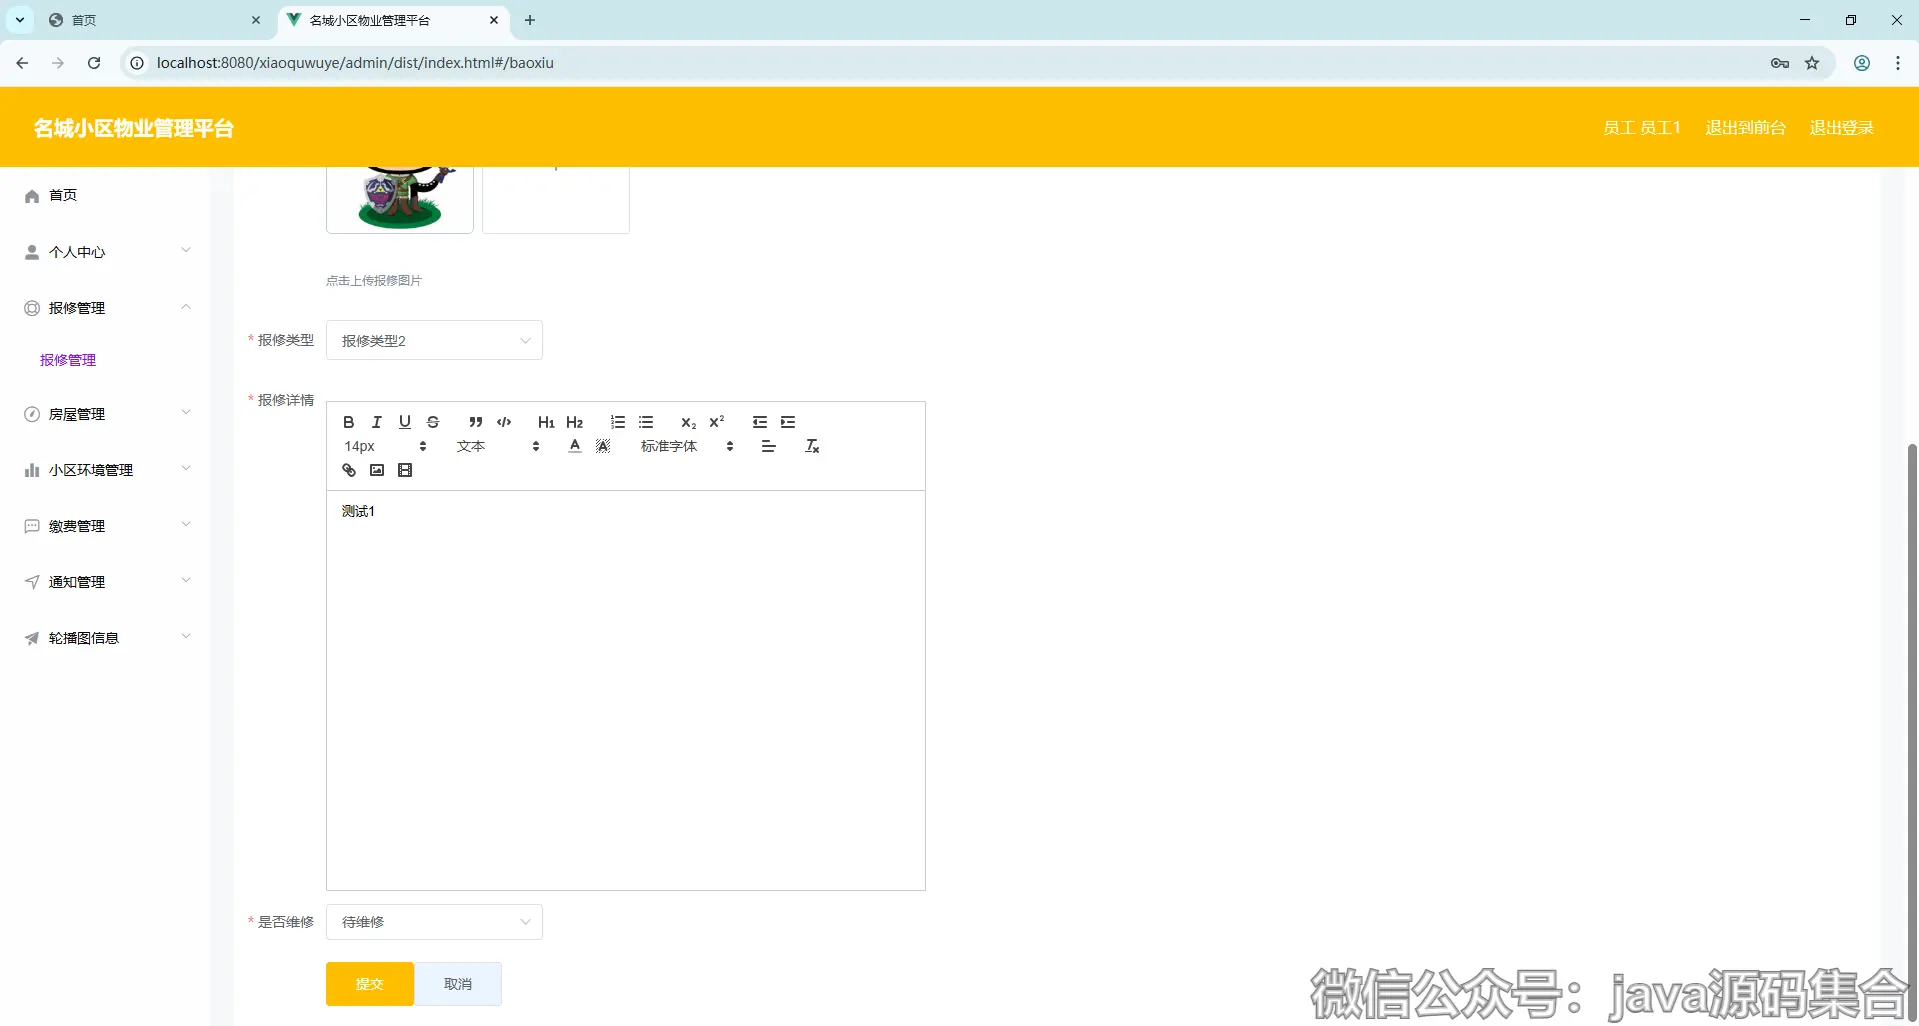 首页
名城小区物业管理平台
localhost:8080/xiaoquwuye/admin/dist/index.html#/baoxiu
名城小区物业管理平台
员工 员工1
退出到前台
退出登录
首页
个人中心
报修管理
报修管理
房屋管理
小区环境管理
缴费管理
通知管理
轮播图信息
点击上传报修图片
* 报修类型
报修类型2
* 报修详情
B I U S H1 H2 x2 x2
14px 文本 A A 标准字体 Tx
测试1
* 是否维修
待维修
提交
取消
微信公众号：java源码集合